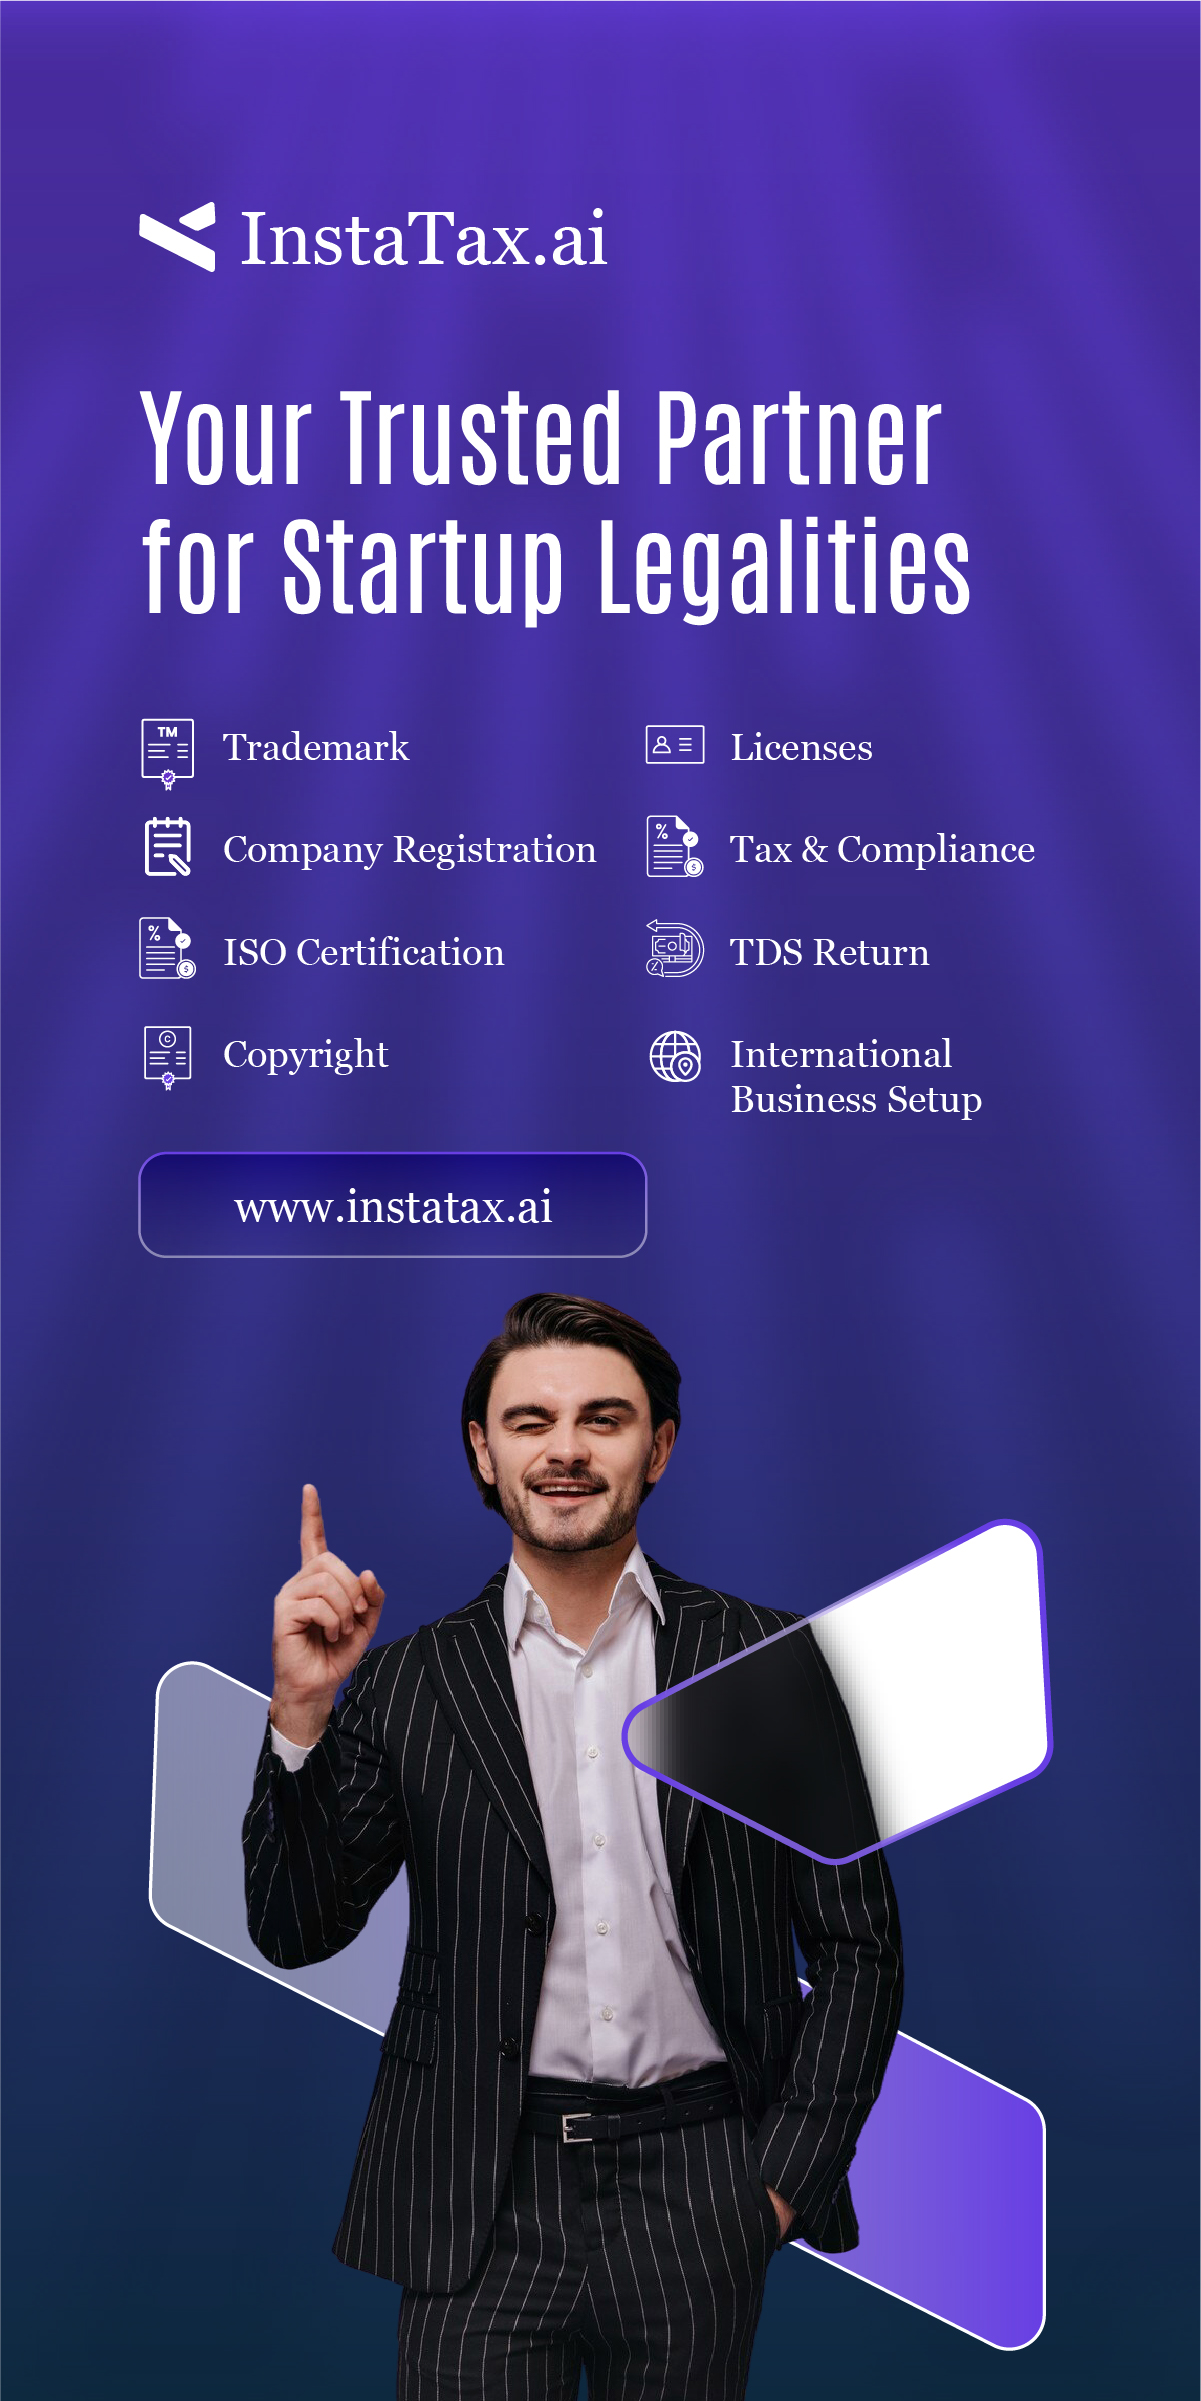 InstaTax.ai
Your Trusted Partner
for Startup Legalities
TM
Trademark
Licenses
Company Registration
%
$
Tax & Compliance
%
$
ISO Certification
TDS Return
C
Copyright
International
Business Setup
www.instatax.ai